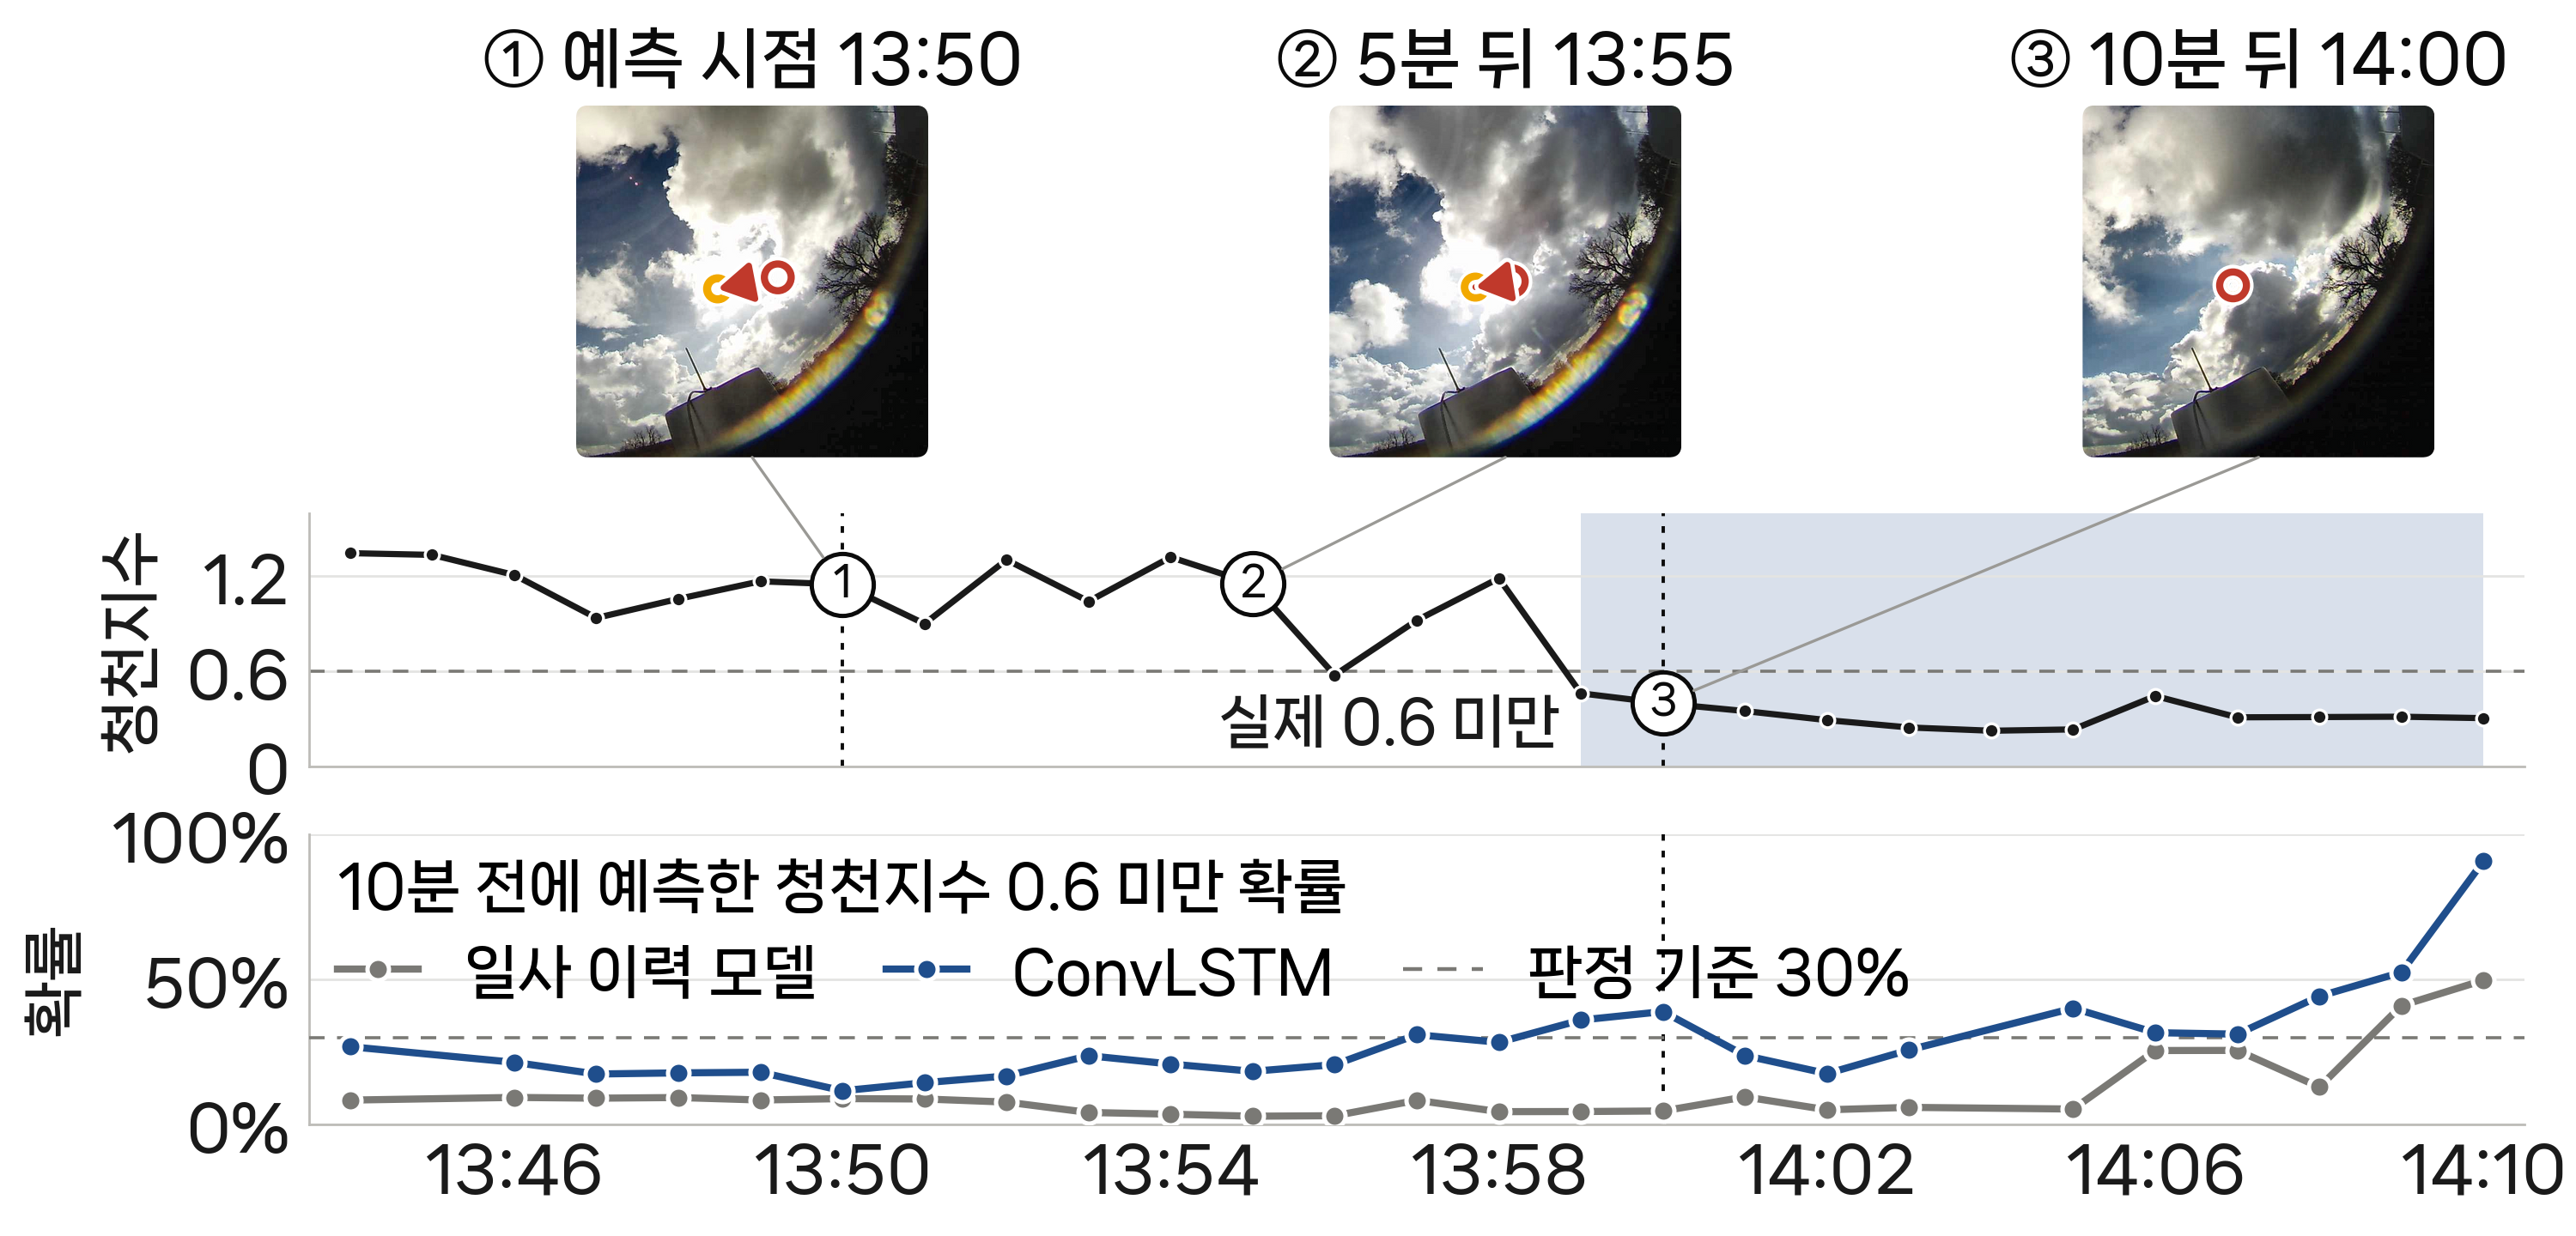 ① 예측 시점 13:50
② 5분 뒤 13:55
③ 10분 뒤 14:00
청천지수
1.2
0.6
0
1
2
3
실제 0.6 미만
확률
100%
50%
0%
10분 전에 예측한 청천지수 0.6 미만 확률
일사 이력 모델 ConvLSTM 판정 기준 30%
13:46 13:50 13:54 13:58 14:02 14:06 14:10